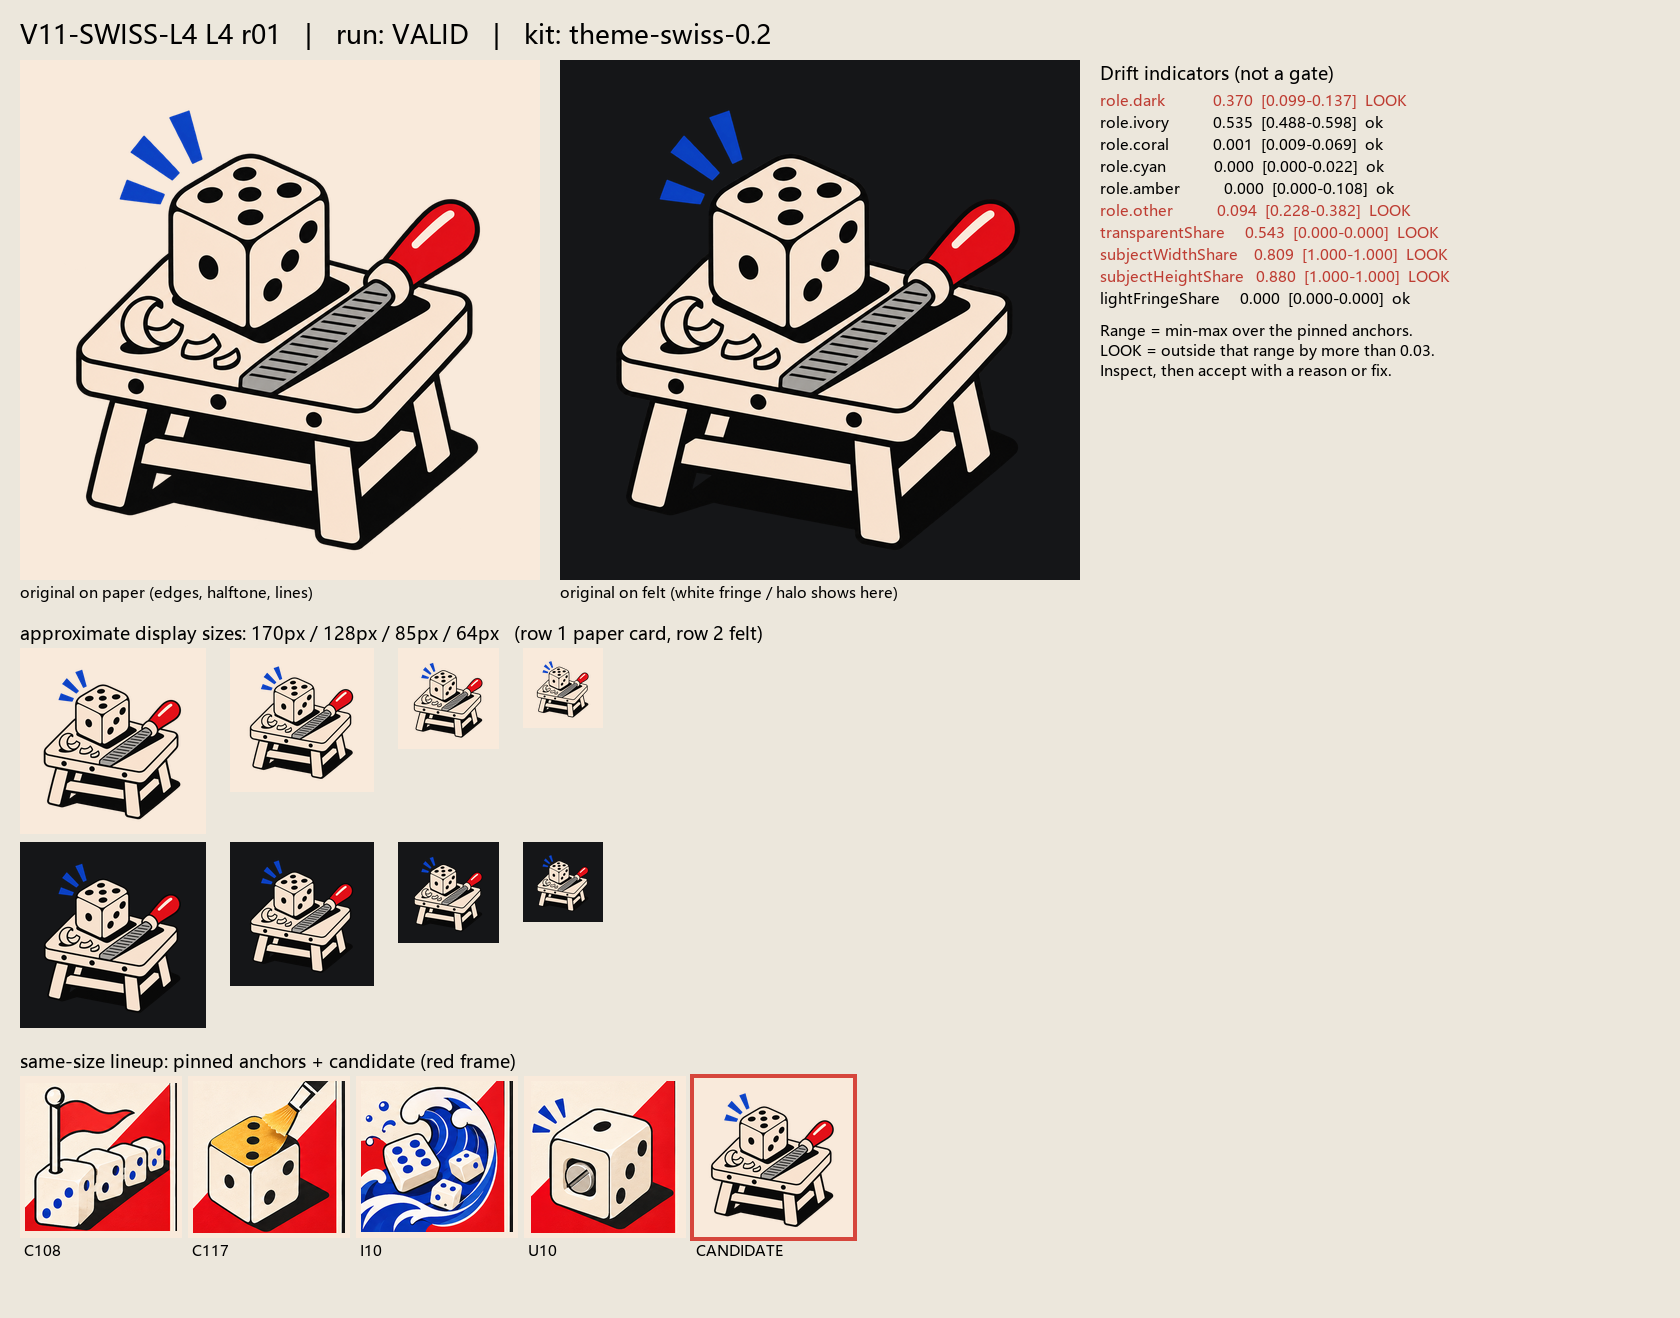 V11-SWISS-L4 L4 r01 | run: VALID | kit: theme-swiss-0.2
Drift indicators (not a gate)
role.dark 0.370 [0.099-0.137] LOOK
role.ivory 0.535 [0.488-0.598] ok
role.coral 0.001 [0.009-0.069] ok
role.cyan 0.000 [0.000-0.022] ok
role.amber 0.000 [0.000-0.108] ok
role.other 0.094 [0.228-0.382] LOOK
transparentShare 0.543 [0.000-0.000] LOOK
subjectWidthShare 0.809 [1.000-1.000] LOOK
subjectHeightShare 0.880 [1.000-1.000] LOOK
lightFringeShare 0.000 [0.000-0.000] ok
Range = min-max over the pinned anchors.
LOOK = outside that range by more than 0.03.
Inspect, then accept with a reason or fix.
original on paper (edges, halftone, lines)
original on felt (white fringe / halo shows here)
approximate display sizes: 170px / 128px / 85px / 64px (row 1 paper card, row 2 felt)
same-size lineup: pinned anchors + candidate (red frame)
C108
C117
I10
U10
CANDIDATE